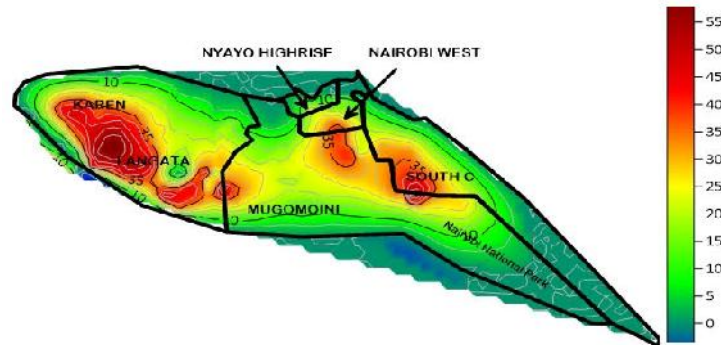 NYAYO HIGHRISE
NAIROBI WEST
KAREN
LANGATA
SOUTH C
MUGOMOINI
Nairobi National Park
10
10
35
35
35
35
10
55
50
45
40
35
30
25
20
15
10
5
0